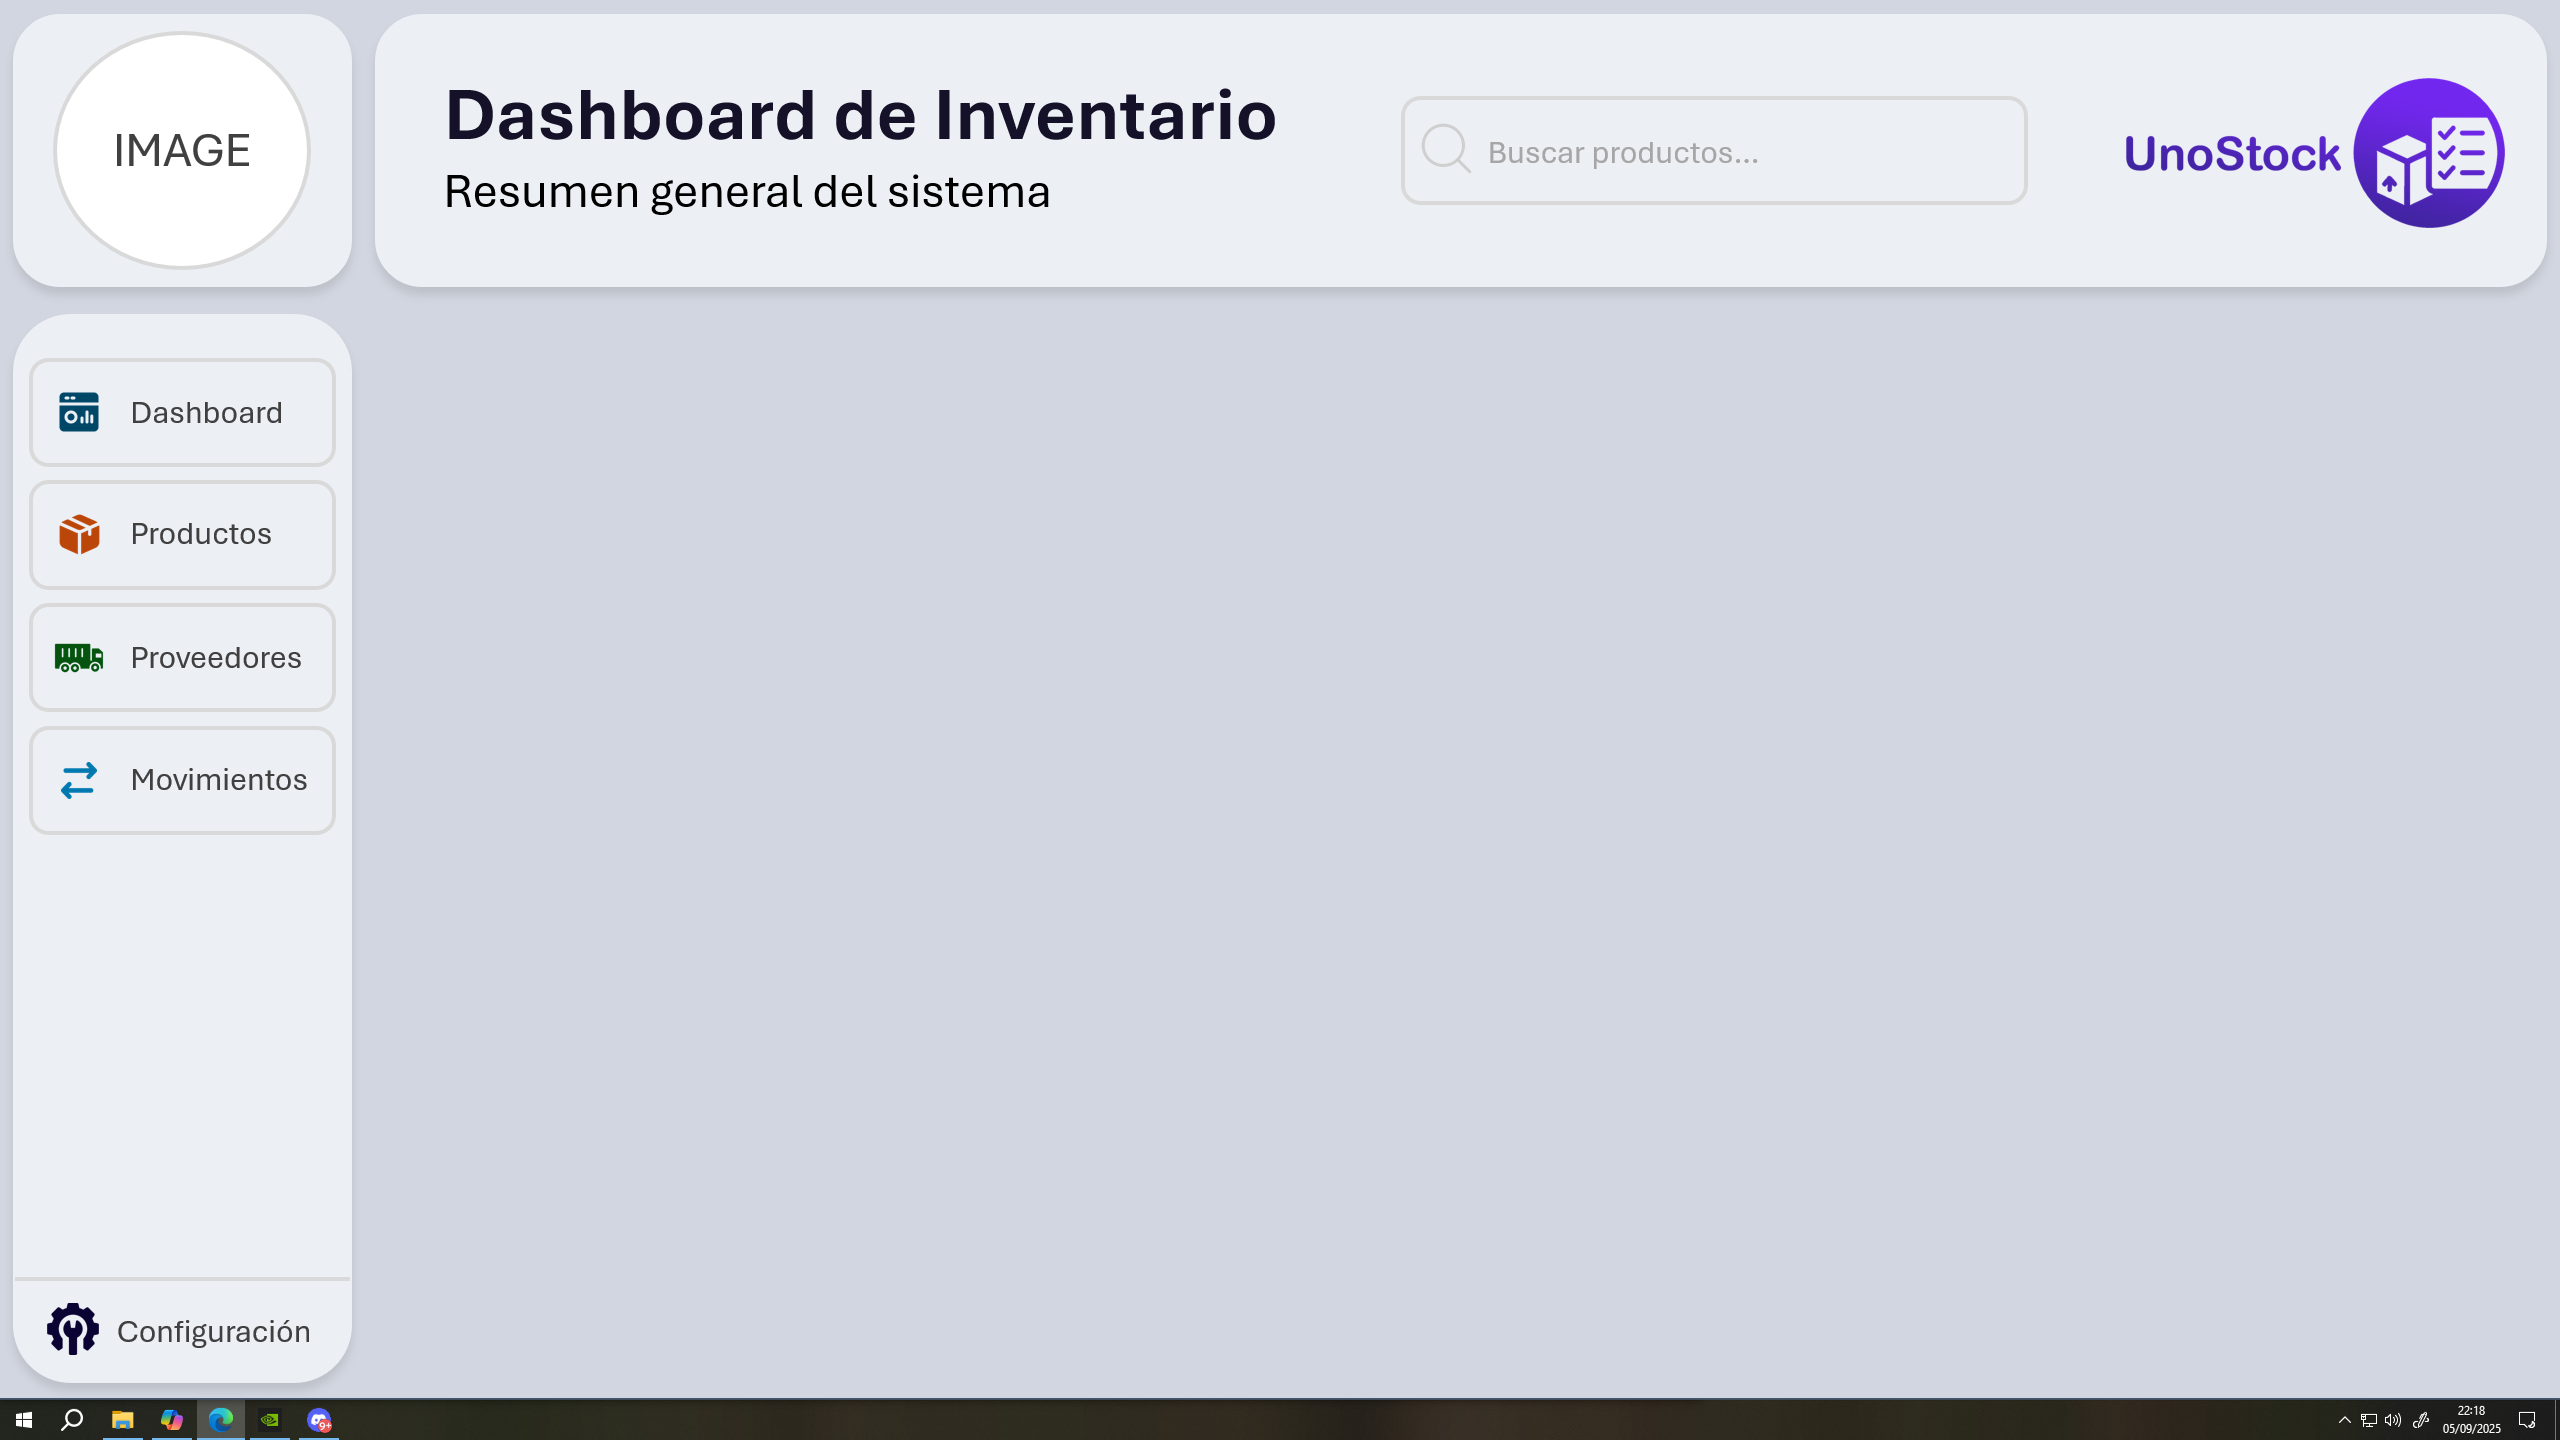 IMAGE
Dashboard de Inventario
Resumen general del sistema
Buscar productos...
UnoStock
Dashboard
Productos
Proveedores
Movimientos
Configuración
9+
22:18
05/09/2025